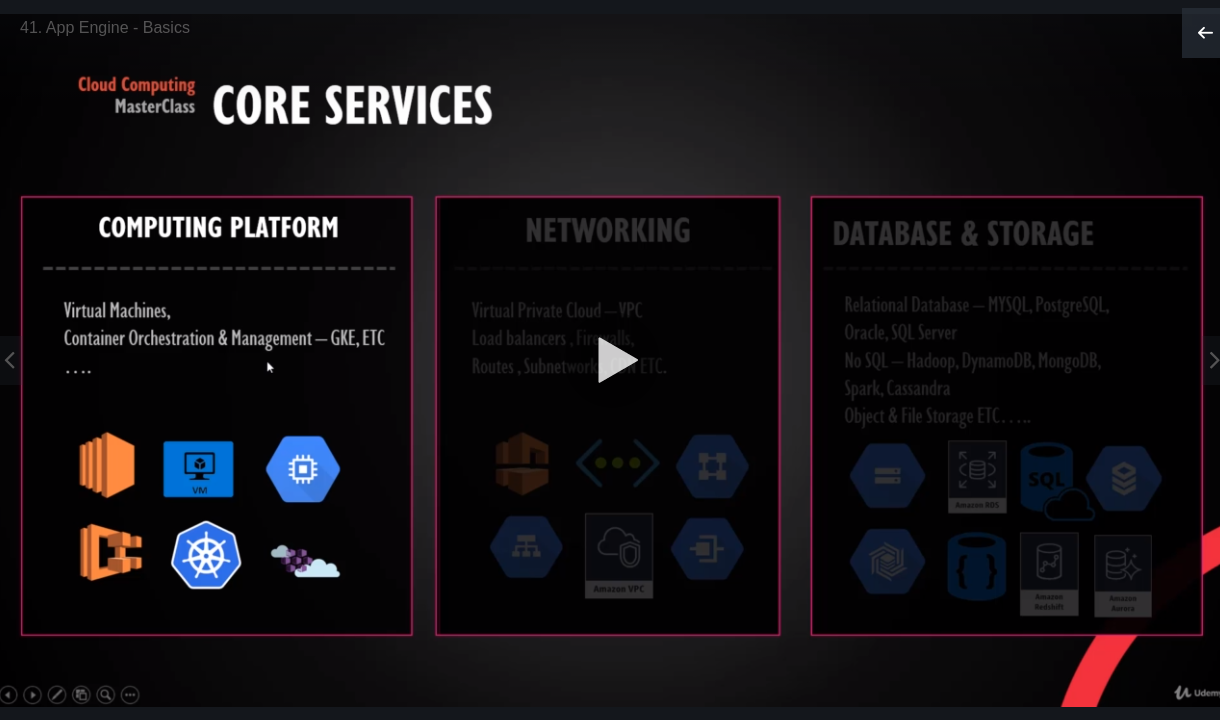 41. App Engine - Basics
Cloud Computing
MasterClass
CORE SERVICES
COMPUTING PLATFORM
Virtual Machines,
Container Orchestration & Management – GKE, ETC
....
VM
NETWORKING
Virtual Private Cloud – VPC
Load balancers , Firewalls,
Routes , Subnetwork ETC.
Amazon VPC
DATABASE & STORAGE
Relational Database – MYSQL, PostgreSQL,
Oracle, SQL Server
No SQL – Hadoop, DynamoDB, MongoDB,
Spark, Cassandra
Object & File Storage ETC.....
Amazon RDS
SQL
{ }
Amazon
Redshift
Amazon
Aurora
Udemy